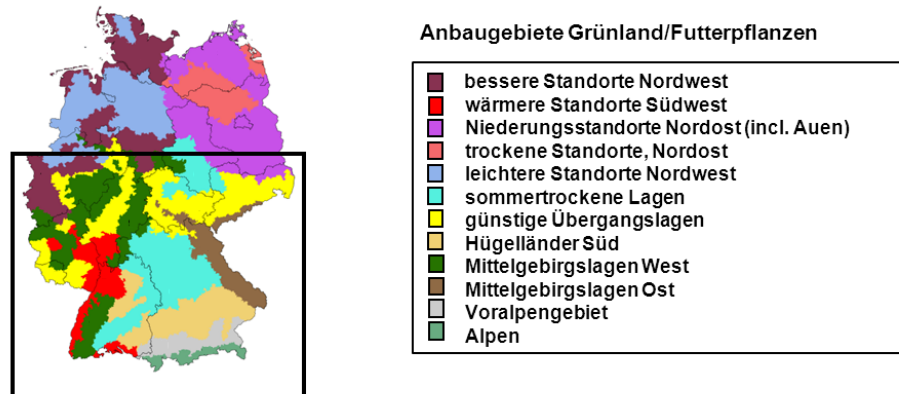 Anbaugebiete Grünland/Futterpflanzen
bessere Standorte Nordwest
wärmere Standorte Südwest
Niederungsstandorte Nordost (incl. Auen)
trockene Standorte, Nordost
leichtere Standorte Nordwest
sommertrockene Lagen
günstige Übergangslagen
Hügelländer Süd
Mittelgebirgslagen West
Mittelgebirgslagen Ost
Voralpengebiet
Alpen